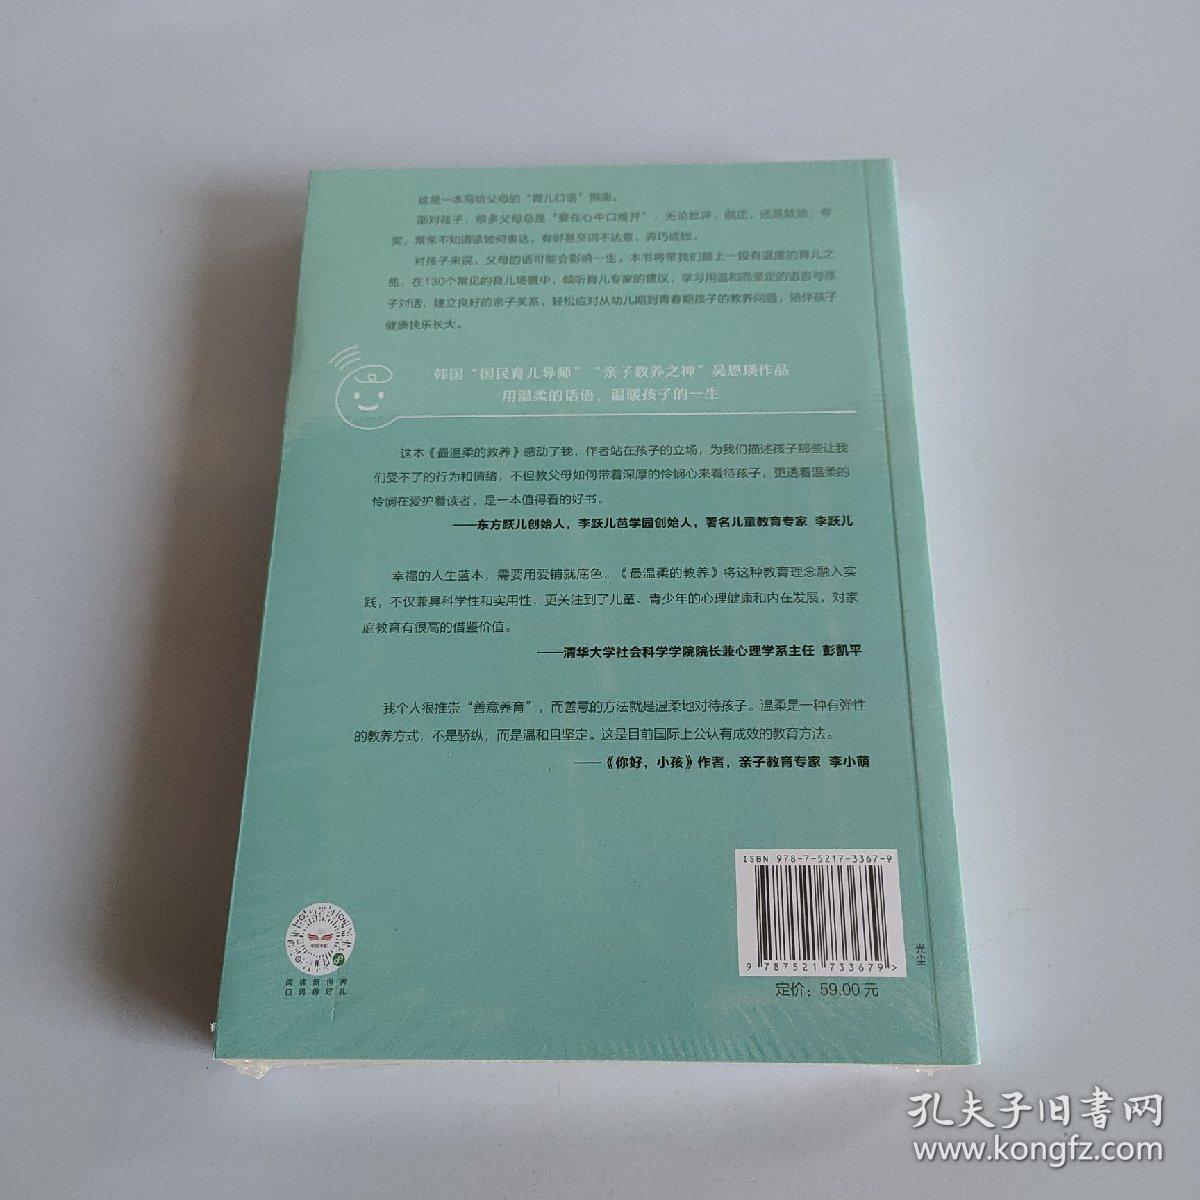 这是一本写给父母的“育儿口语”指南。
面对孩子，很多父母总是“爱在心中口难开”，无论批评、纠正，还是鼓励、夸
奖，常常不知道该如何表达，有时甚至词不达意、弄巧成拙。
对孩子来说，父母的话可能会影响一生。本书将带我们踏上一段有温度的育儿之
旅，在130个常见的育儿场景中，倾听育儿专家的建议，学习用温和而坚定的语言与孩
子对话，建立良好的亲子关系，轻松应对从幼儿期到青春期孩子的教养问题，陪伴孩子
健康快乐长大。
韩国“国民育儿导师” “亲子教养之神”吴恩瑛作品
用温柔的话语，温暖孩子的一生
这本《最温柔的教养》感动了我，作者站在孩子的立场，为我们描述孩子那些让我
们受不了的行为和情绪，不但教父母如何带着深厚的怜悯心来看待孩子，更透着温柔的
怜悯在爱护着读者，是一本值得看的好书。
——东方跃儿创始人，李跃儿芭学园创始人，著名儿童教育专家 李跃儿
幸福的人生蓝本，需要用爱铺就底色。《最温柔的教养》将这种教育理念融入实
践，不仅兼具科学性和实用性，更关注到了儿童、青少年的心理健康和内在发展，对家
庭教育有很高的借鉴价值。
——清华大学社会科学学院院长兼心理学系主任 彭凯平
我个人很推崇“善意养育”，而善意的方法就是温柔地对待孩子。温柔是一种有弹性
的教养方式，不是骄纵，而是温和且坚定。这是目前国际上公认有成效的教育方法。
——《你好，小孩》作者，亲子教育专家 李小萌
ISBN 978-7-5217-3367-9
9 787521 733679 >
定价：59.00元
光尘
孔夫子旧书网
www.kongfz.com